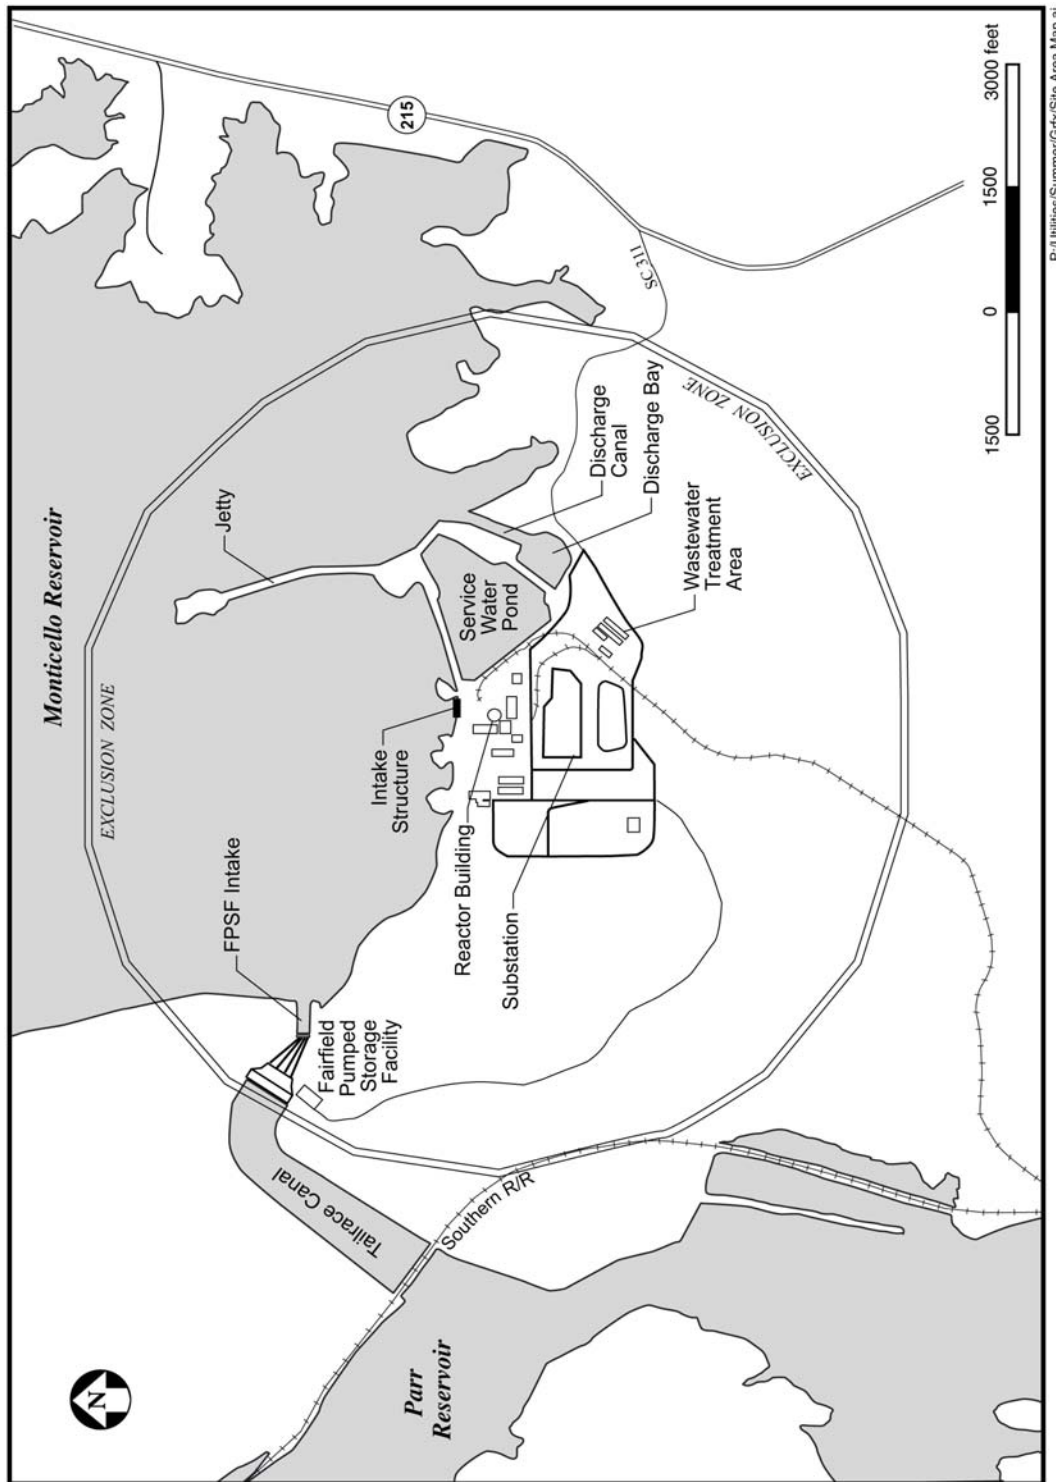 Monticello Reservoir
EXCLUSION ZONE
FPSF Intake
Jetty
215
Fairfield
Pumped
Storage
Facility
Intake
Structure
Service
Water
Pond
Discharge
Canal
Discharge Bay
SC 311
Tailrace Canal
Reactor Building
Substation
Wastewater
Treatment
Area
EXCLUSION
ZONE
Southern R/R
Parr
Reservoir
N
1500
0
1500
3000 feet